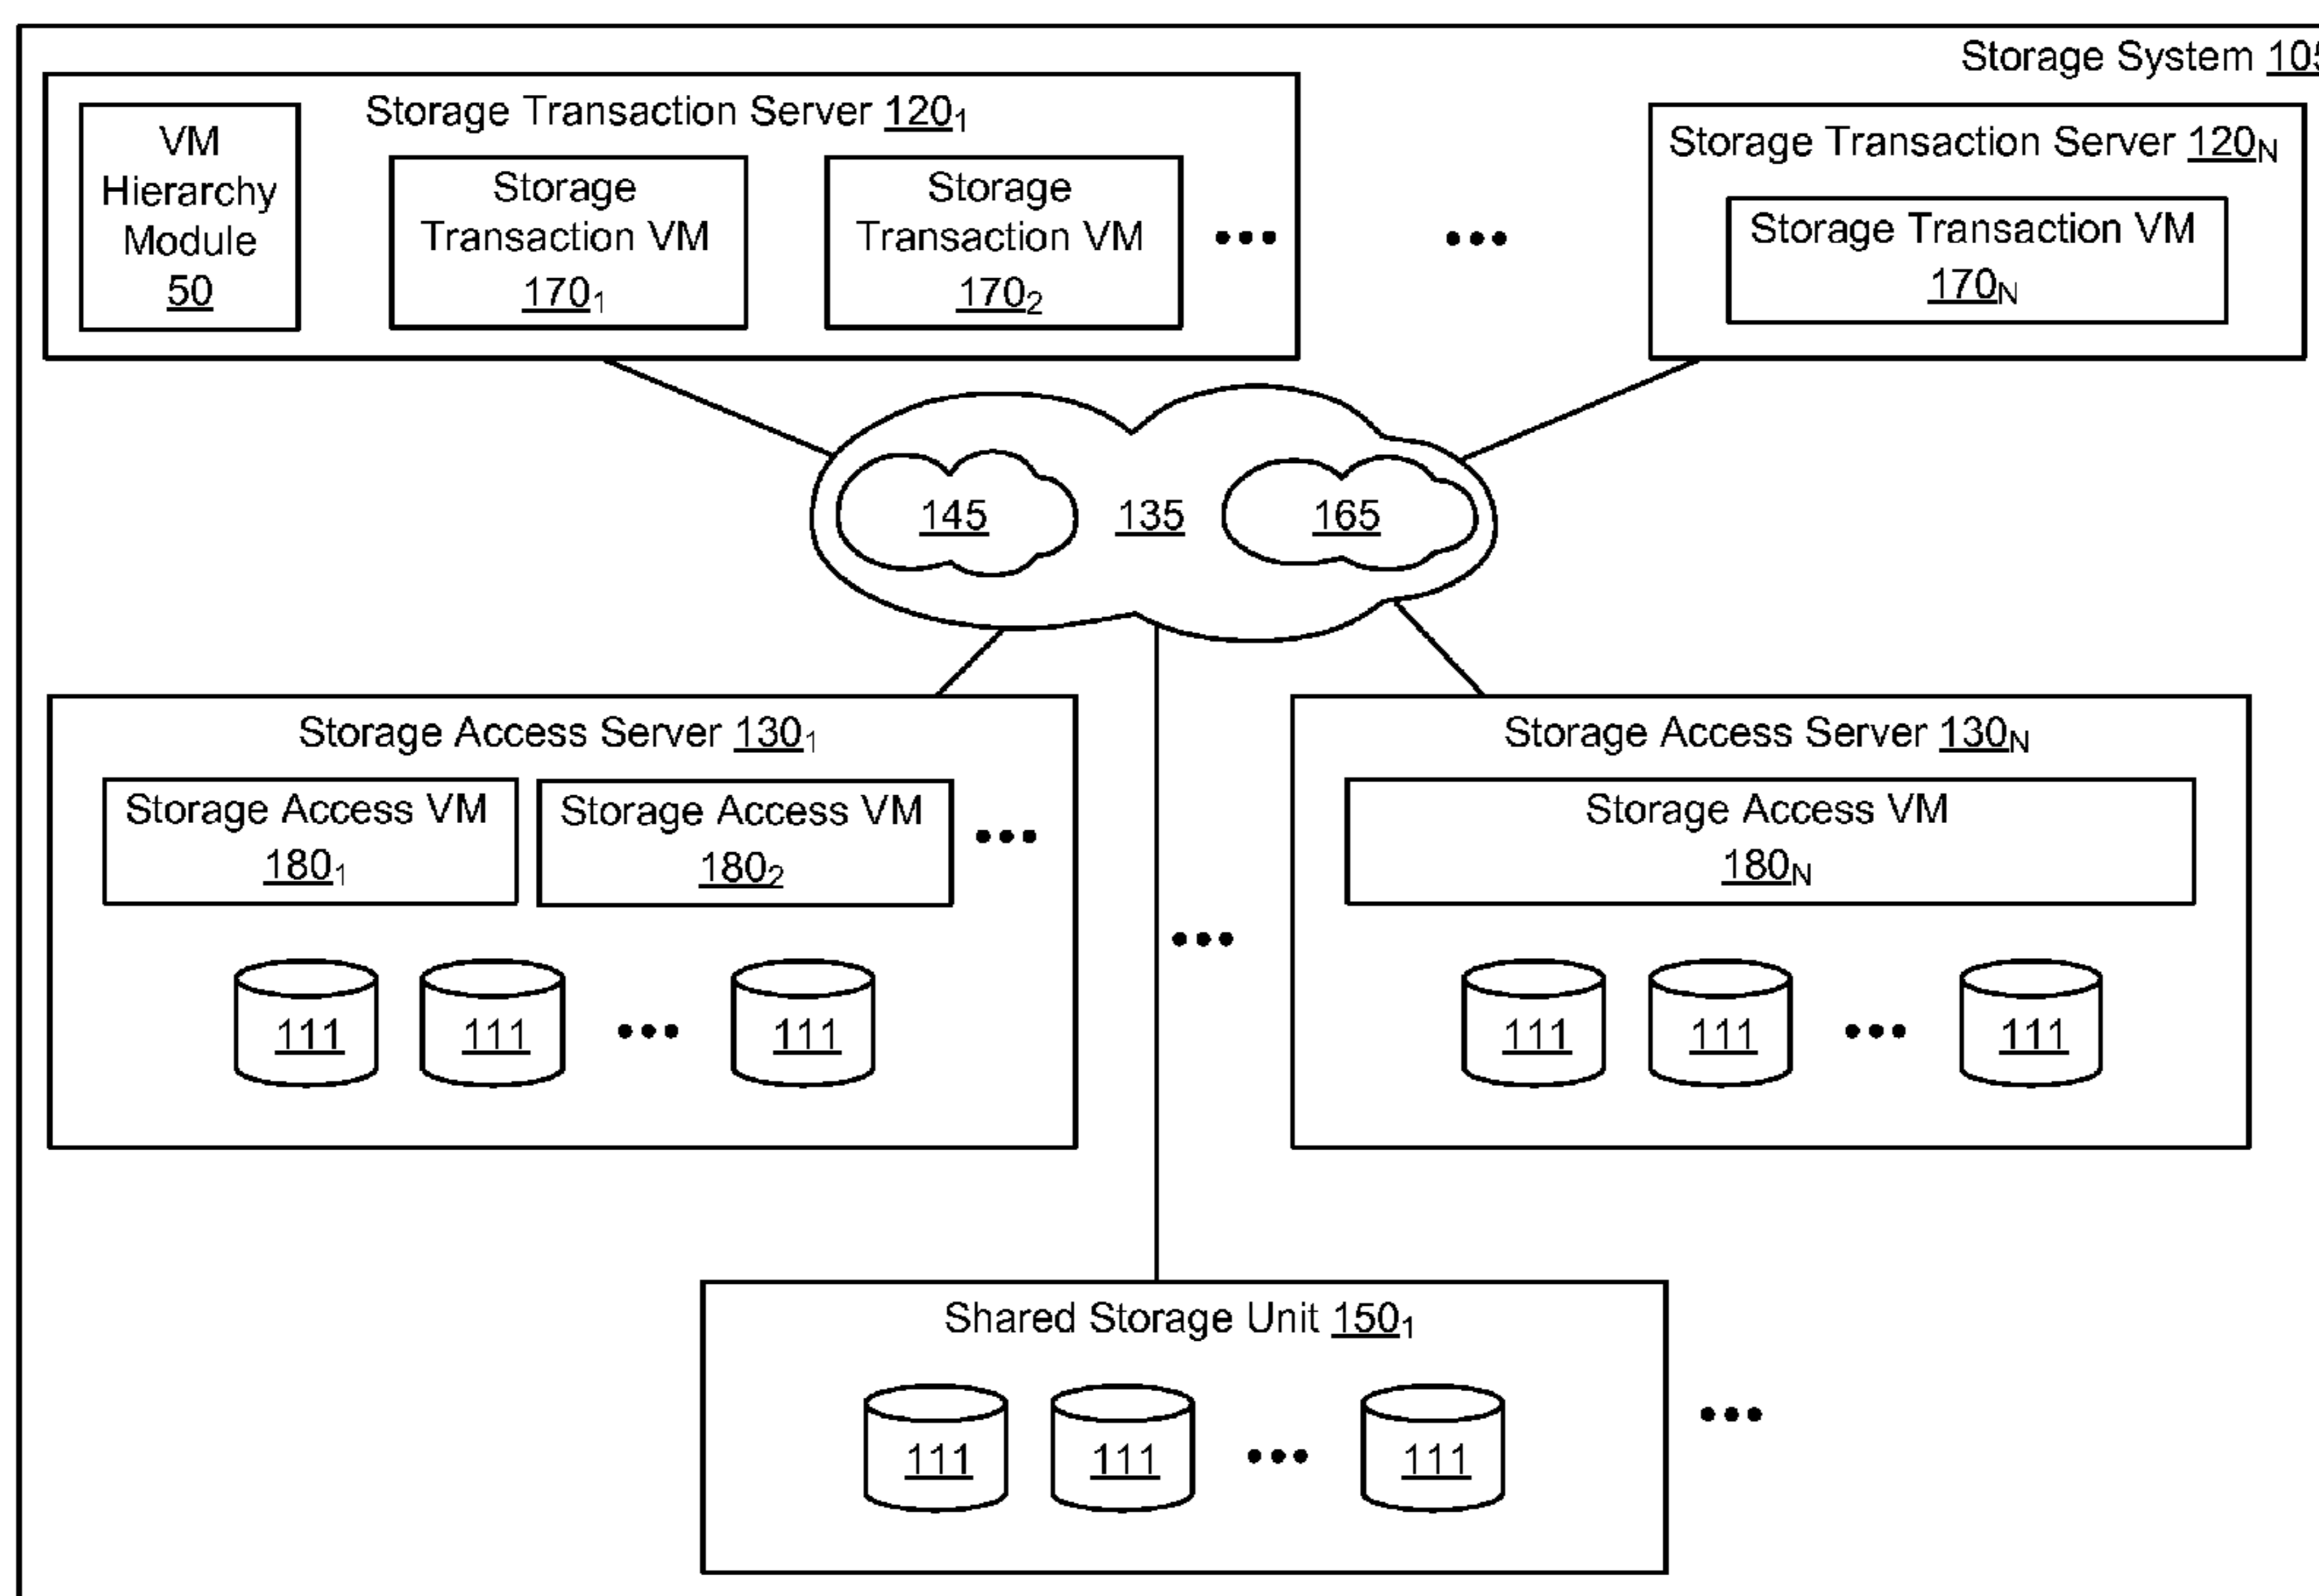 Storage System 105
Storage Transaction Server 120₁
VM
Hierarchy
Module
50
Storage
Transaction VM
170₁
Storage
Transaction VM
170₂
•••
•••
Storage Transaction Server 120N
Storage Transaction VM
170N
145
135
165
Storage Access Server 130₁
Storage Access VM
180₁
Storage Access VM
180₂
•••
111
111
•••
111
•••
Storage Access Server 130N
Storage Access VM
180N
111
111
•••
111
Shared Storage Unit 150₁
111
111
•••
111
•••